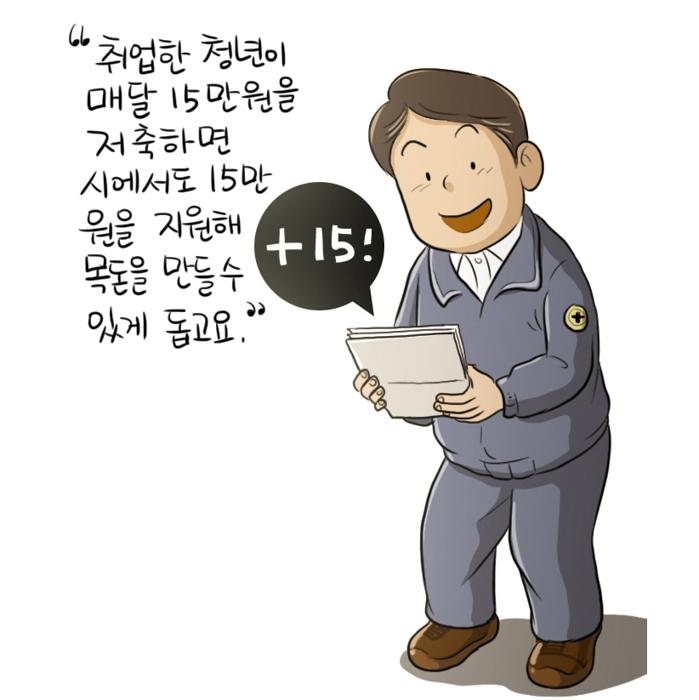 “취업한 청년이
매달 15만원을
저축하면
시에서도 15만
원을 지원해
목돈을 만들수
있게 돕고요.”
+15!